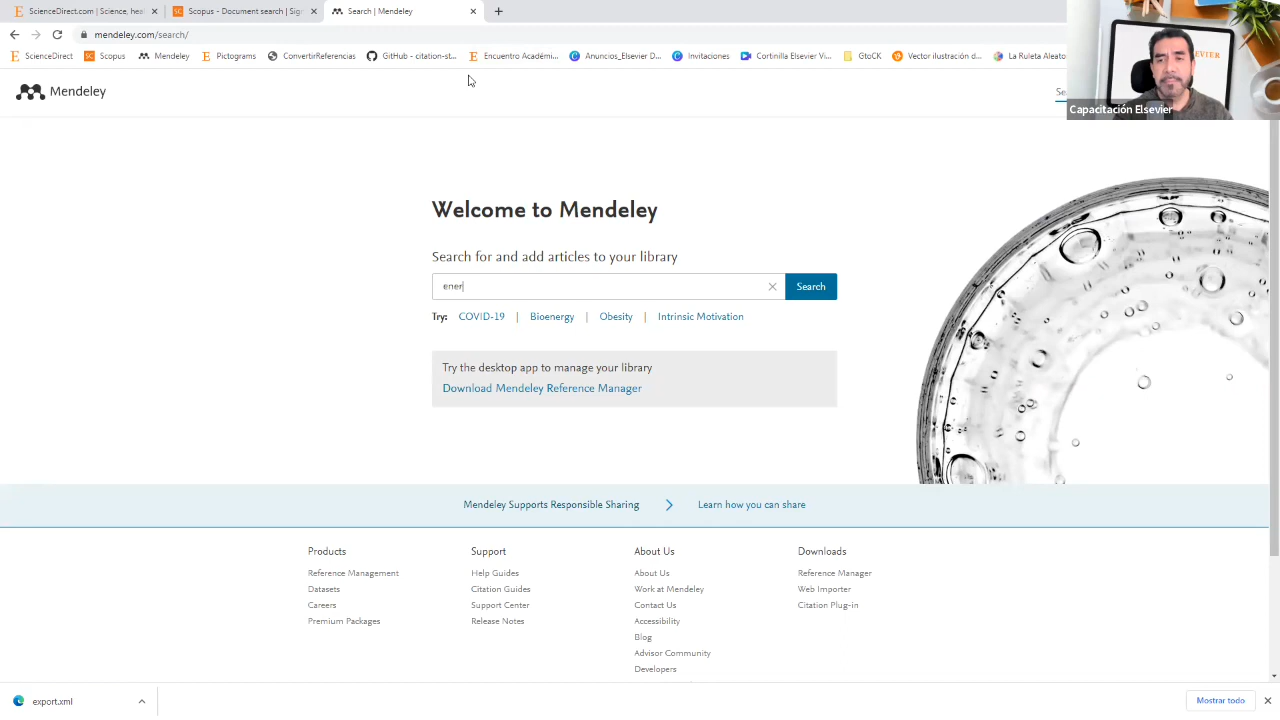 ScienceDirect.com | Science, heal
Scopus - Document search | Sign
Search | Mendeley
mendeley.com/search/
ScienceDirect
Scopus
Mendeley
Pictograms
ConvertirReferencias
GitHub - citation-st...
Encuentro Académi...
Anuncios_Elsevier D...
Invitaciones
Cortinilla Elsevier Vi...
GtoCK
Vector ilustración d...
La Ruleta Aleato
Capacitación Elsevier
Mendeley
Welcome to Mendeley
Search for and add articles to your library
ener
Search
Try: COVID-19 | Bioenergy | Obesity | Intrinsic Motivation
Try the desktop app to manage your library
Download Mendeley Reference Manager
Mendeley Supports Responsible Sharing
Learn how you can share
Products
Reference Management
Datasets
Careers
Premium Packages
Support
Help Guides
Citation Guides
Support Center
Release Notes
About Us
About Us
Work at Mendeley
Contact Us
Accessibility
Blog
Advisor Community
Developers
Downloads
Reference Manager
Web Importer
Citation Plug-in
export.xml
Mostrar todo